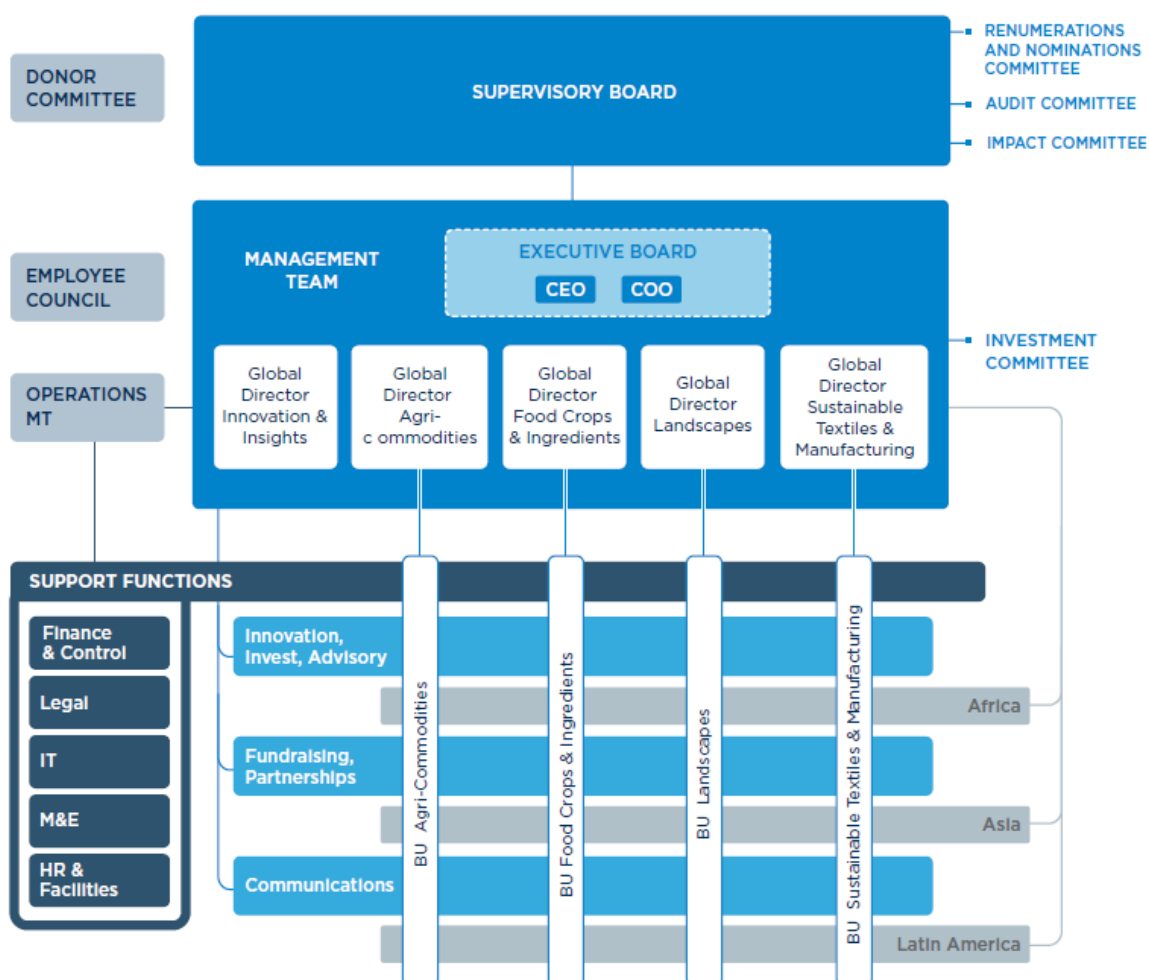 DONOR
COMMITTEE
SUPERVISORY BOARD
RENUMERATIONS
AND NOMINATIONS
COMMITTEE
AUDIT COMMITTEE
IMPACT COMMITTEE
EMPLOYEE
COUNCIL
MANAGEMENT
TEAM
EXECUTIVE BOARD
CEO
COO
INVESTMENT
COMMITTEE
OPERATIONS
MT
Global
Director
Innovation &
Insights
Global
Director
Agri-
c ommodities
Global
Director
Food Crops
& Ingredients
Global
Director
Landscapes
Global
Director
Sustainable
Textiles &
Manufacturing
SUPPORT FUNCTIONS
Finance
& Control
Legal
IT
M&E
HR &
Facilities
Innovation,
Invest, Advisory
Africa
Fundraising,
Partnerships
Asia
Communications
Latin America
BU Agri-Commodities
BU Food Crops & Ingredients
BU Landscapes
BU Sustainable Textiles & Manufacturing